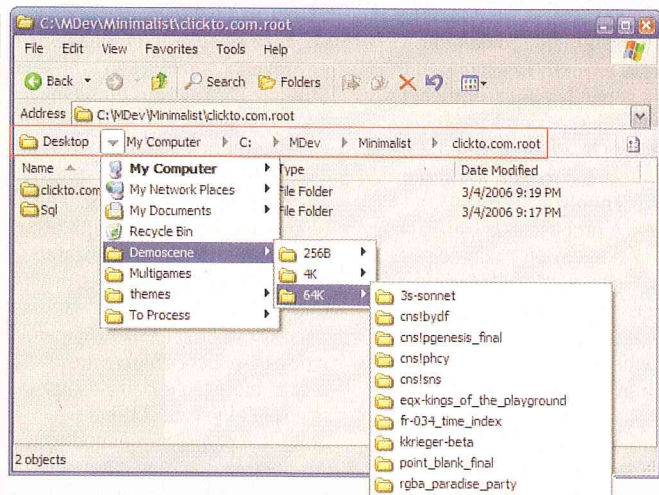 C:\MDev\Minimalist\clickto.com.root
File Edit View Favorites Tools Help
Back Search Folders
Address C:\MDev\Minimalist\clickto.com.root
Desktop My Computer C: MDev Minimalist clickto.com.root
Name Type Date Modified
clickto.com File Folder 3/4/2006 9:19 PM
Sql File Folder 3/4/2006 9:17 PM
My Computer
My Network Places
My Documents
Recycle Bin
Demoscene
Multigames
themes
To Process
256B
4K
64K
3s-sonnet
cns!bydf
cns!pgenesis_final
cns!phcy
cns!sns
eqx-kings_of_the_playground
fr-034_time_index
kkrieger-beta
point_blank_final
rgba_paradise_party
2 objects